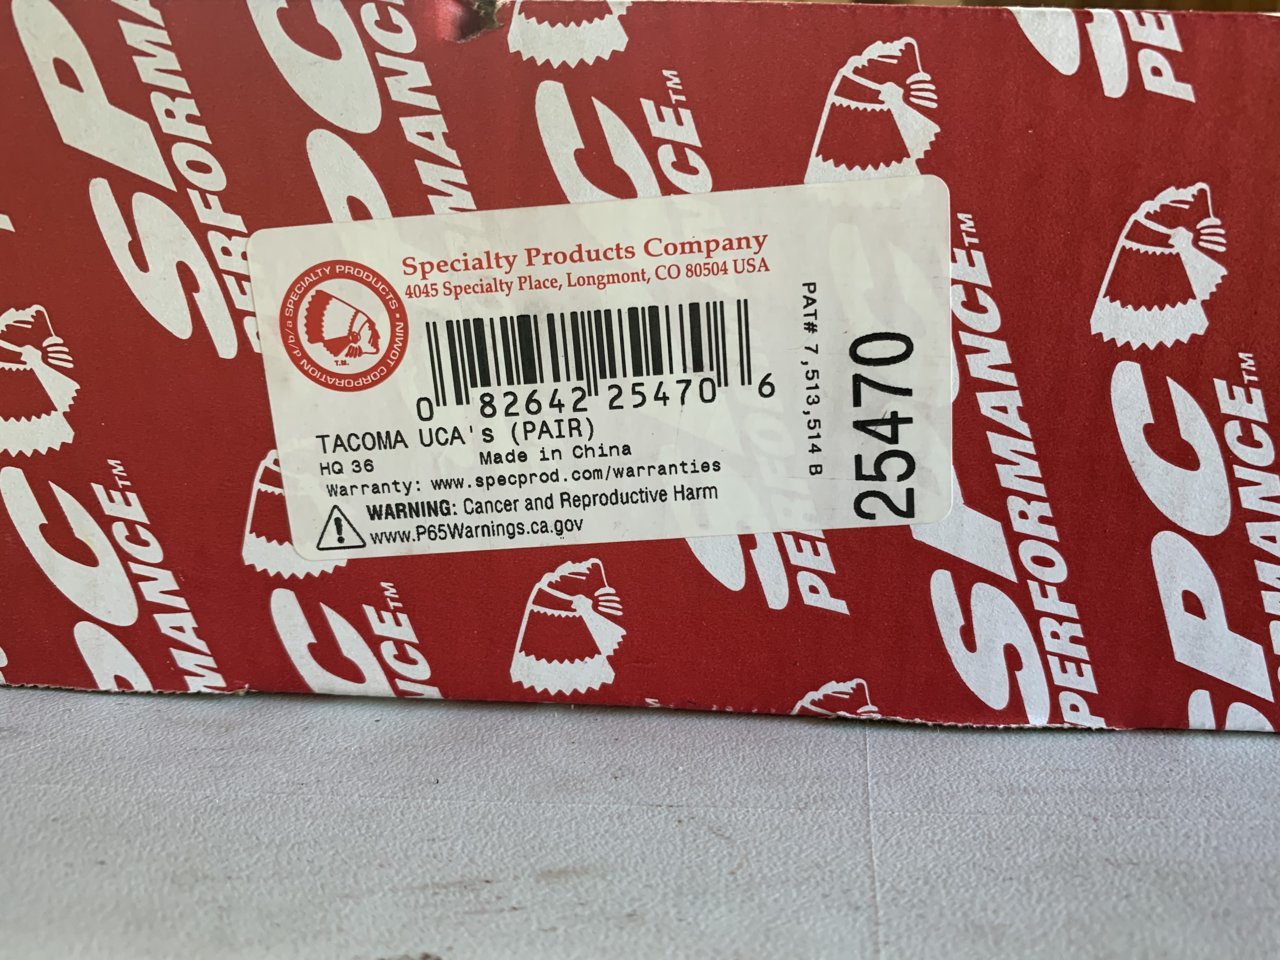 SPC
PERFORMANCE™
Specialty Products Company
4045 Specialty Place, Longmont, CO 80504 USA
d/b/a SPECIALTY PRODUCTS • NIWOT CORPORATION
T.M.
0 82642 25470 6
TACOMA UCA's (PAIR)
HQ 36 Made in China
Warranty: www.specprod.com/warranties
WARNING: Cancer and Reproductive Harm
www.P65Warnings.ca.gov
PAT# 7,513,514 B
25470